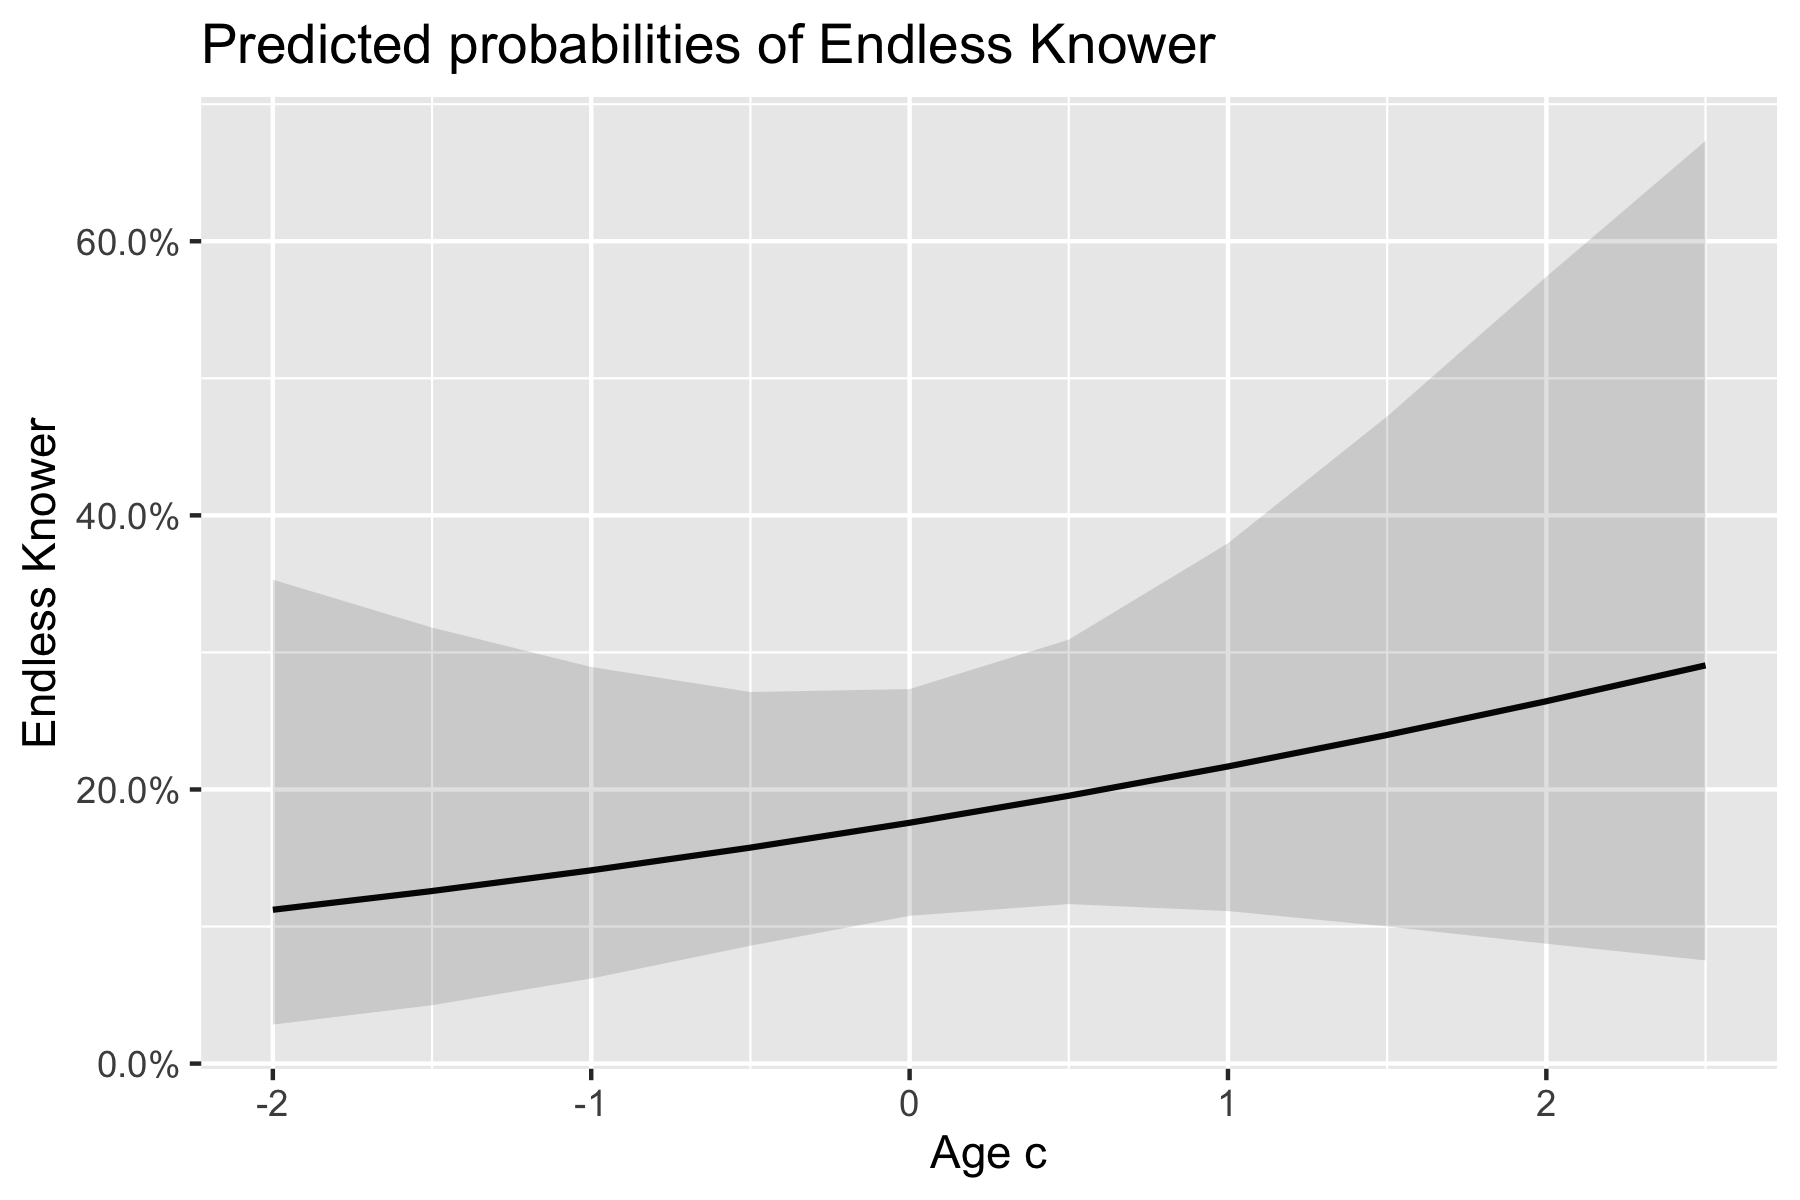 Predicted probabilities of Endless Knower
Endless Knower
60.0%
40.0%
20.0%
0.0%
-2 -1 0 1 2
Age c